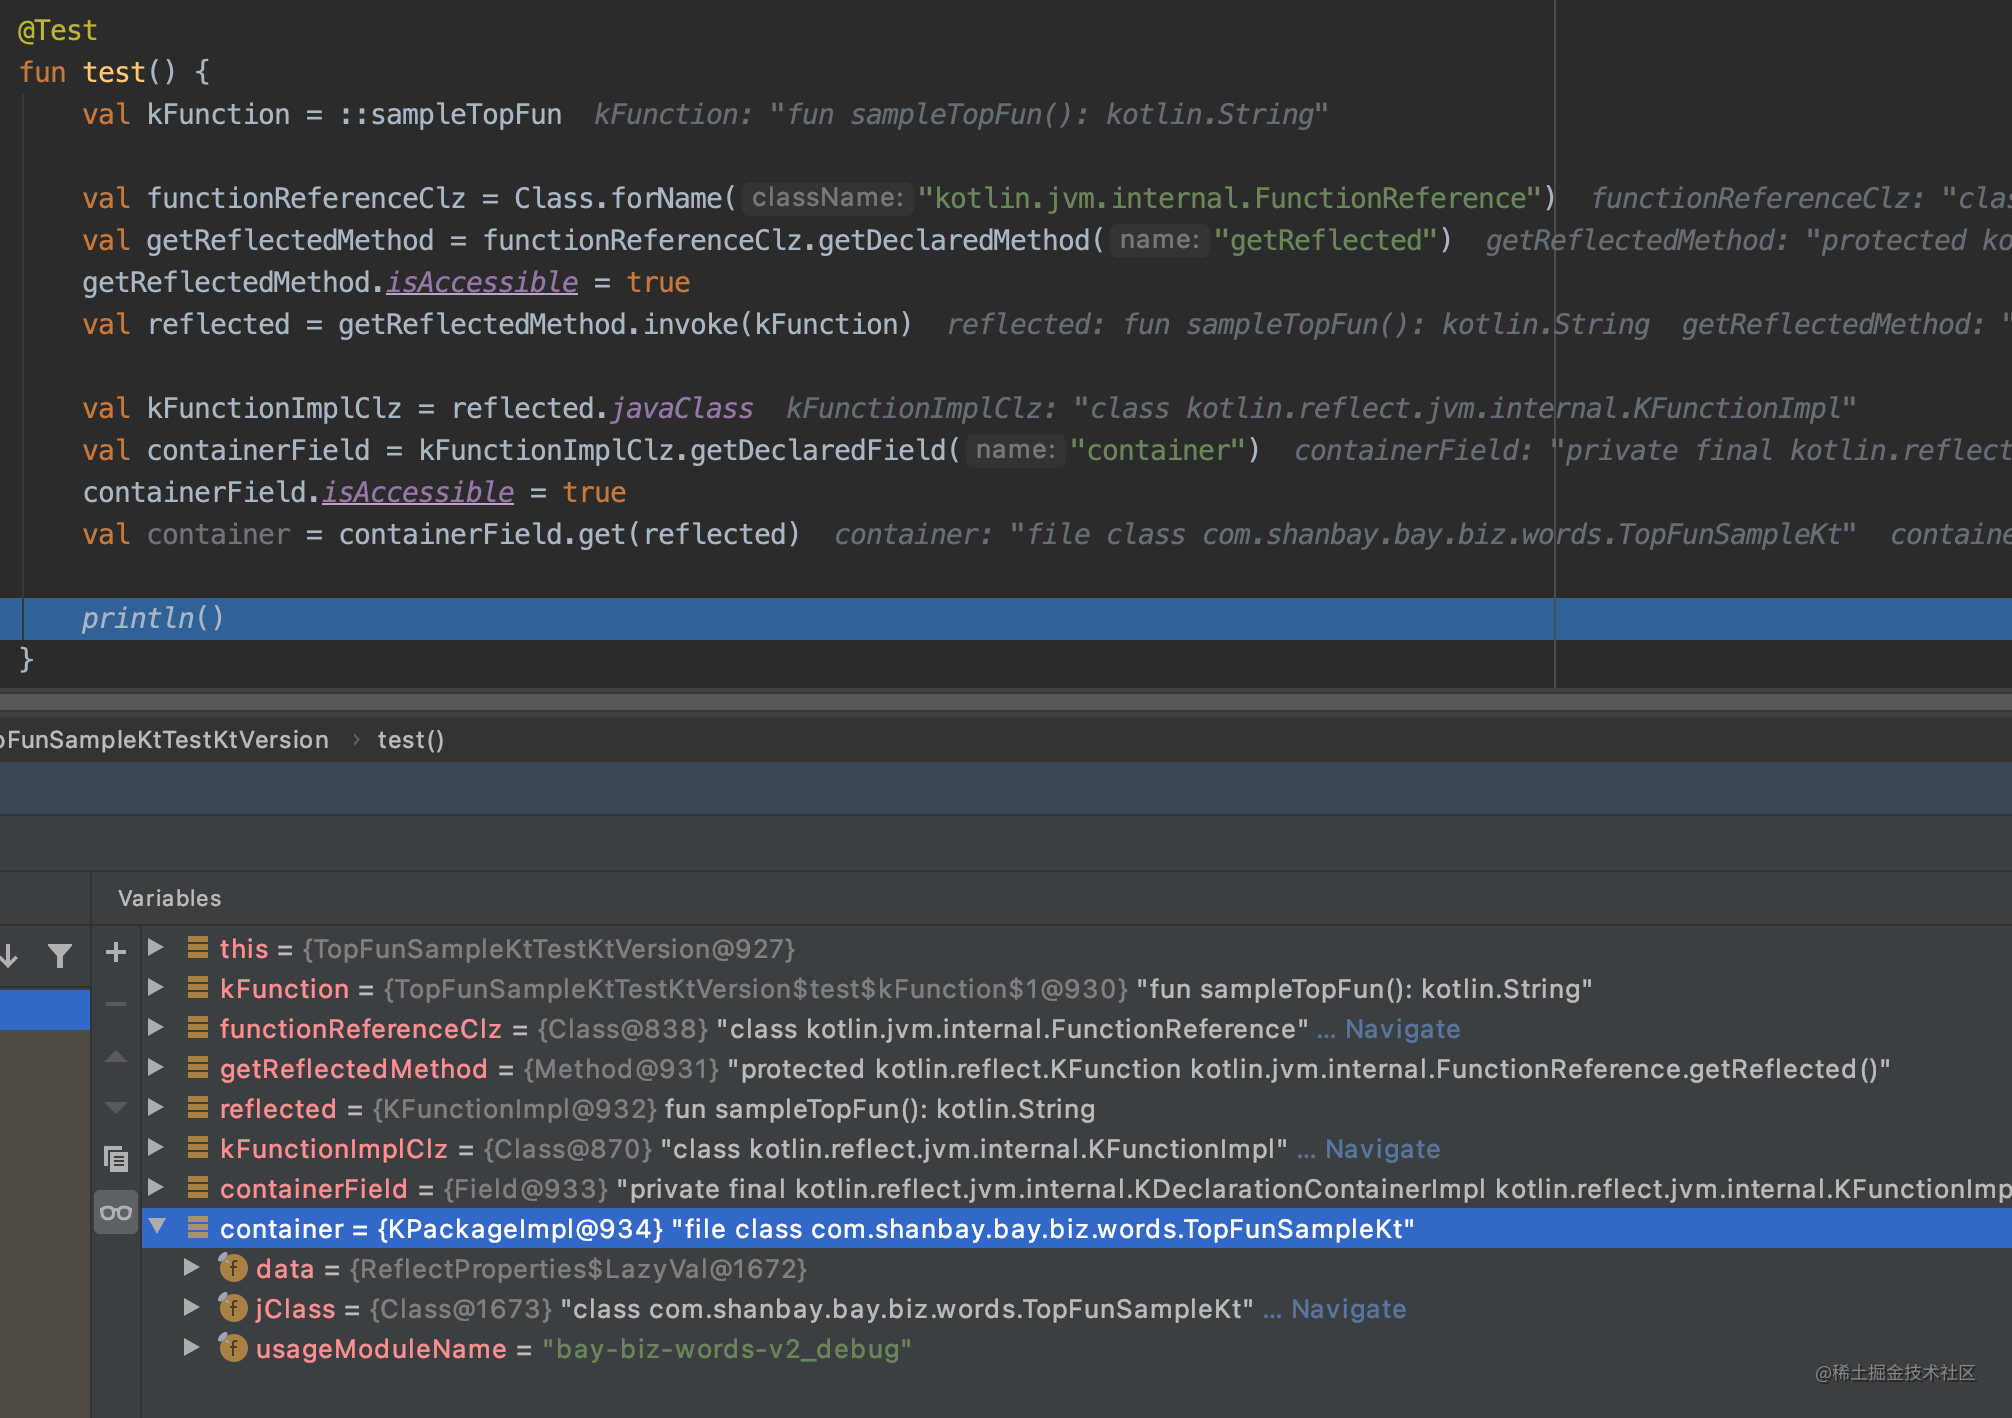 @Test
fun test() {
val kFunction = ::sampleTopFun kFunction: "fun sampleTopFun(): kotlin.String"
val functionReferenceClz = Class.forName( className: "kotlin.jvm.internal.FunctionReference") functionReferenceClz: "clas
val getReflectedMethod = functionReferenceClz.getDeclaredMethod( name: "getReflected") getReflectedMethod: "protected ko
getReflectedMethod.isAccessible = true
val reflected = getReflectedMethod.invoke(kFunction) reflected: fun sampleTopFun(): kotlin.String getReflectedMethod: "
val kFunctionImplClz = reflected.javaClass kFunctionImplClz: "class kotlin.reflect.jvm.internal.KFunctionImpl"
val containerField = kFunctionImplClz.getDeclaredField( name: "container") containerField: "private final kotlin.reflect
containerField.isAccessible = true
val container = containerField.get(reflected) container: "file class com.shanbay.bay.biz.words.TopFunSampleKt" containe
println()
}
pFunSampleKtTestKtVersion › test()
Variables
this = {TopFunSampleKtTestKtVersion@927}
kFunction = {TopFunSampleKtTestKtVersion$test$kFunction$1@930} "fun sampleTopFun(): kotlin.String"
functionReferenceClz = {Class@838} "class kotlin.jvm.internal.FunctionReference" ... Navigate
getReflectedMethod = {Method@931} "protected kotlin.reflect.KFunction kotlin.jvm.internal.FunctionReference.getReflected()"
reflected = {KFunctionImpl@932} fun sampleTopFun(): kotlin.String
kFunctionImplClz = {Class@870} "class kotlin.reflect.jvm.internal.KFunctionImpl" ... Navigate
containerField = {Field@933} "private final kotlin.reflect.jvm.internal.KDeclarationContainerImpl kotlin.reflect.jvm.internal.KFunctionImp
container = {KPackageImpl@934} "file class com.shanbay.bay.biz.words.TopFunSampleKt"
f data = {ReflectProperties$LazyVal@1672}
f jClass = {Class@1673} "class com.shanbay.bay.biz.words.TopFunSampleKt" ... Navigate
f usageModuleName = "bay-biz-words-v2_debug"
@稀土掘金技术社区